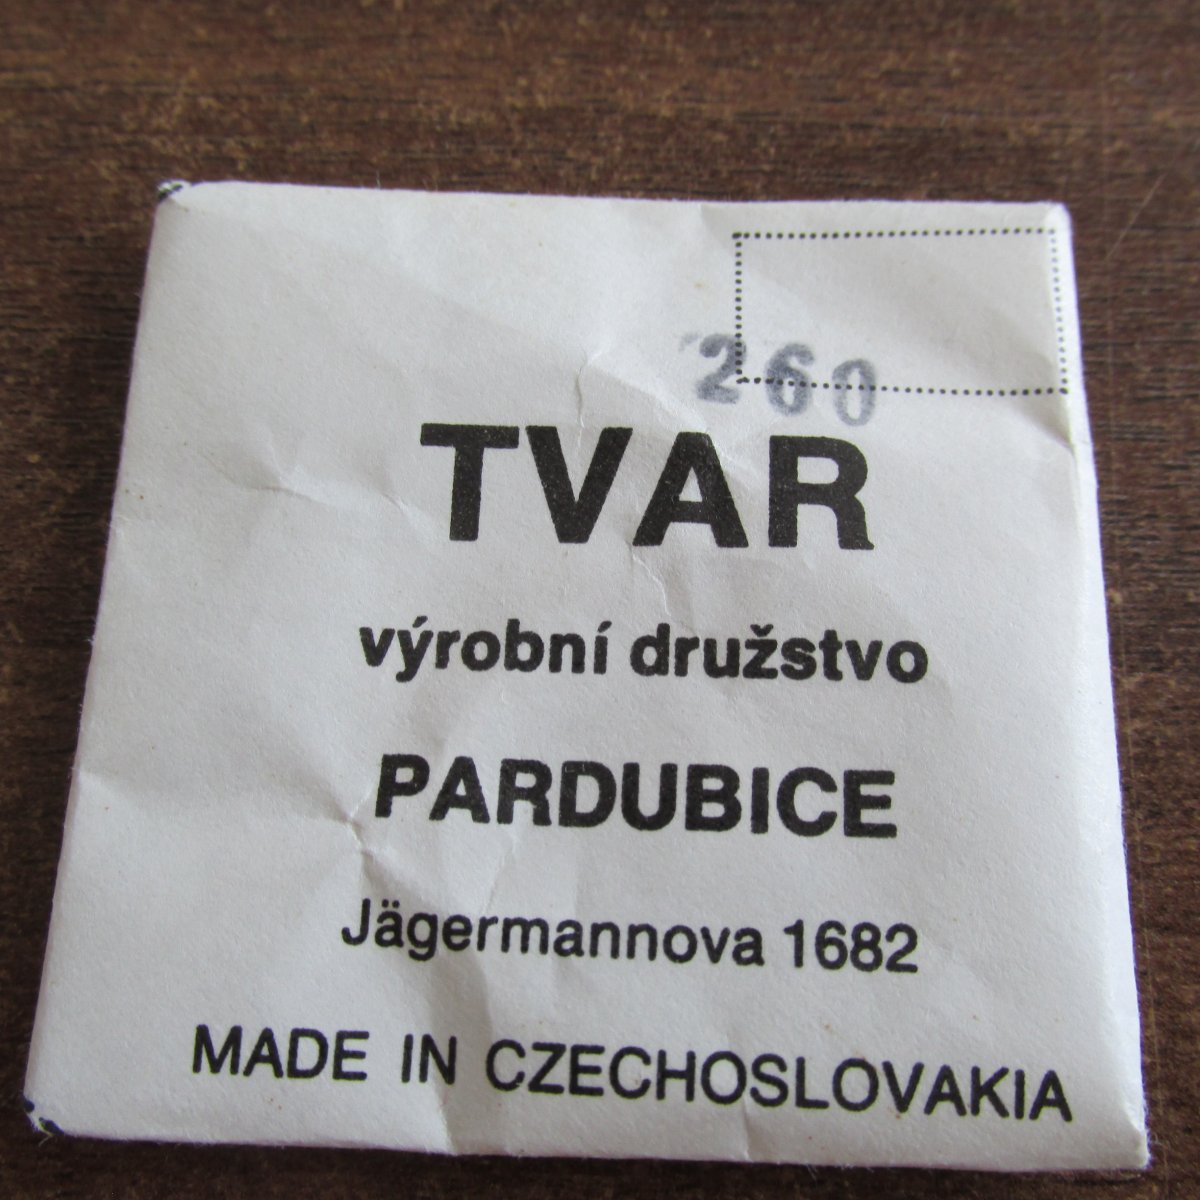 260
TVAR
výrobní družstvo
PARDUBICE
Jägermannova 1682
MADE IN CZECHOSLOVAKIA